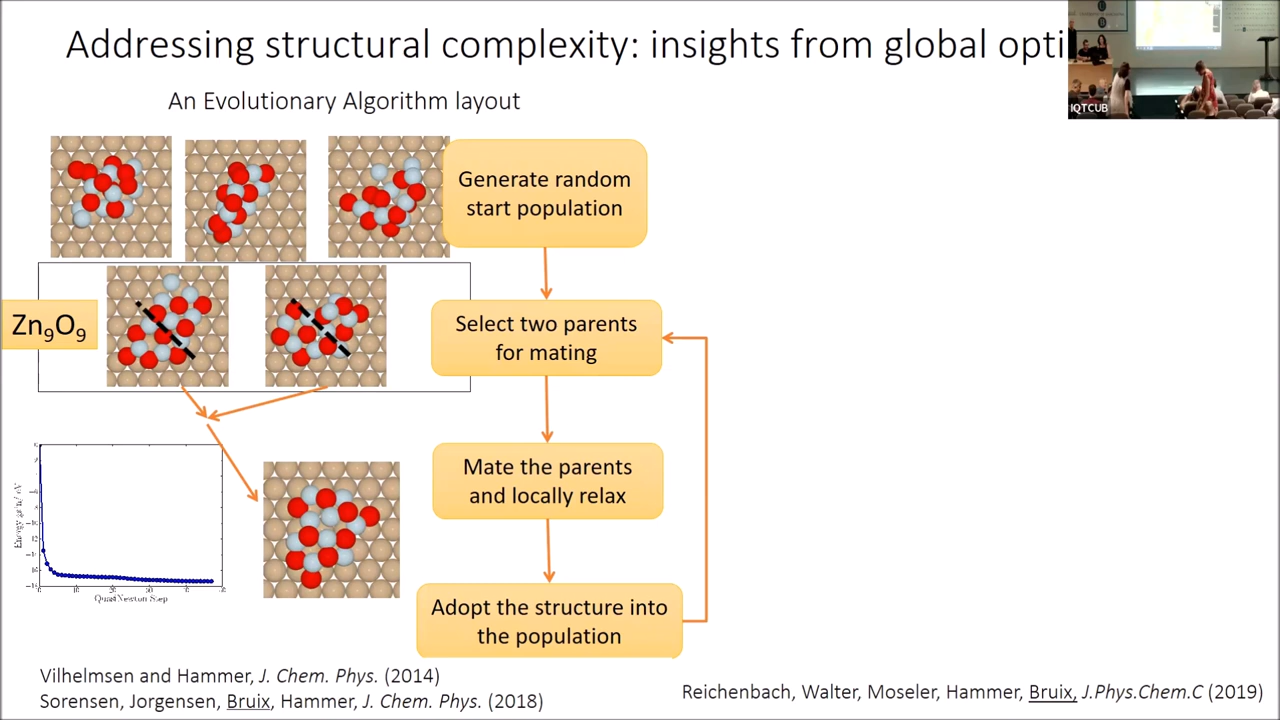 Addressing structural complexity: insights from global opti
An Evolutionary Algorithm layout
IQTCUB
Generate random
start population
Zn₉O₉
Select two parents
for mating
Mate the parents
and locally relax
QuasiNewton Step
Adopt the structure into
the population
Vilhelmsen and Hammer, J. Chem. Phys. (2014)
Sorensen, Jorgensen, Bruix, Hammer, J. Chem. Phys. (2018)
Reichenbach, Walter, Moseler, Hammer, Bruix, J.Phys.Chem.C (2019)